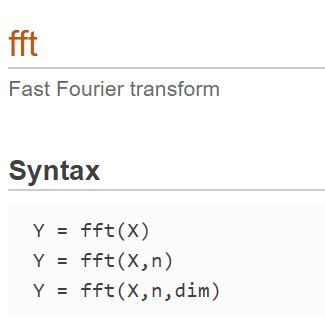 fft
Fast Fourier transform
Syntax
Y = fft(X)
Y = fft(X,n)
Y = fft(X,n,dim)